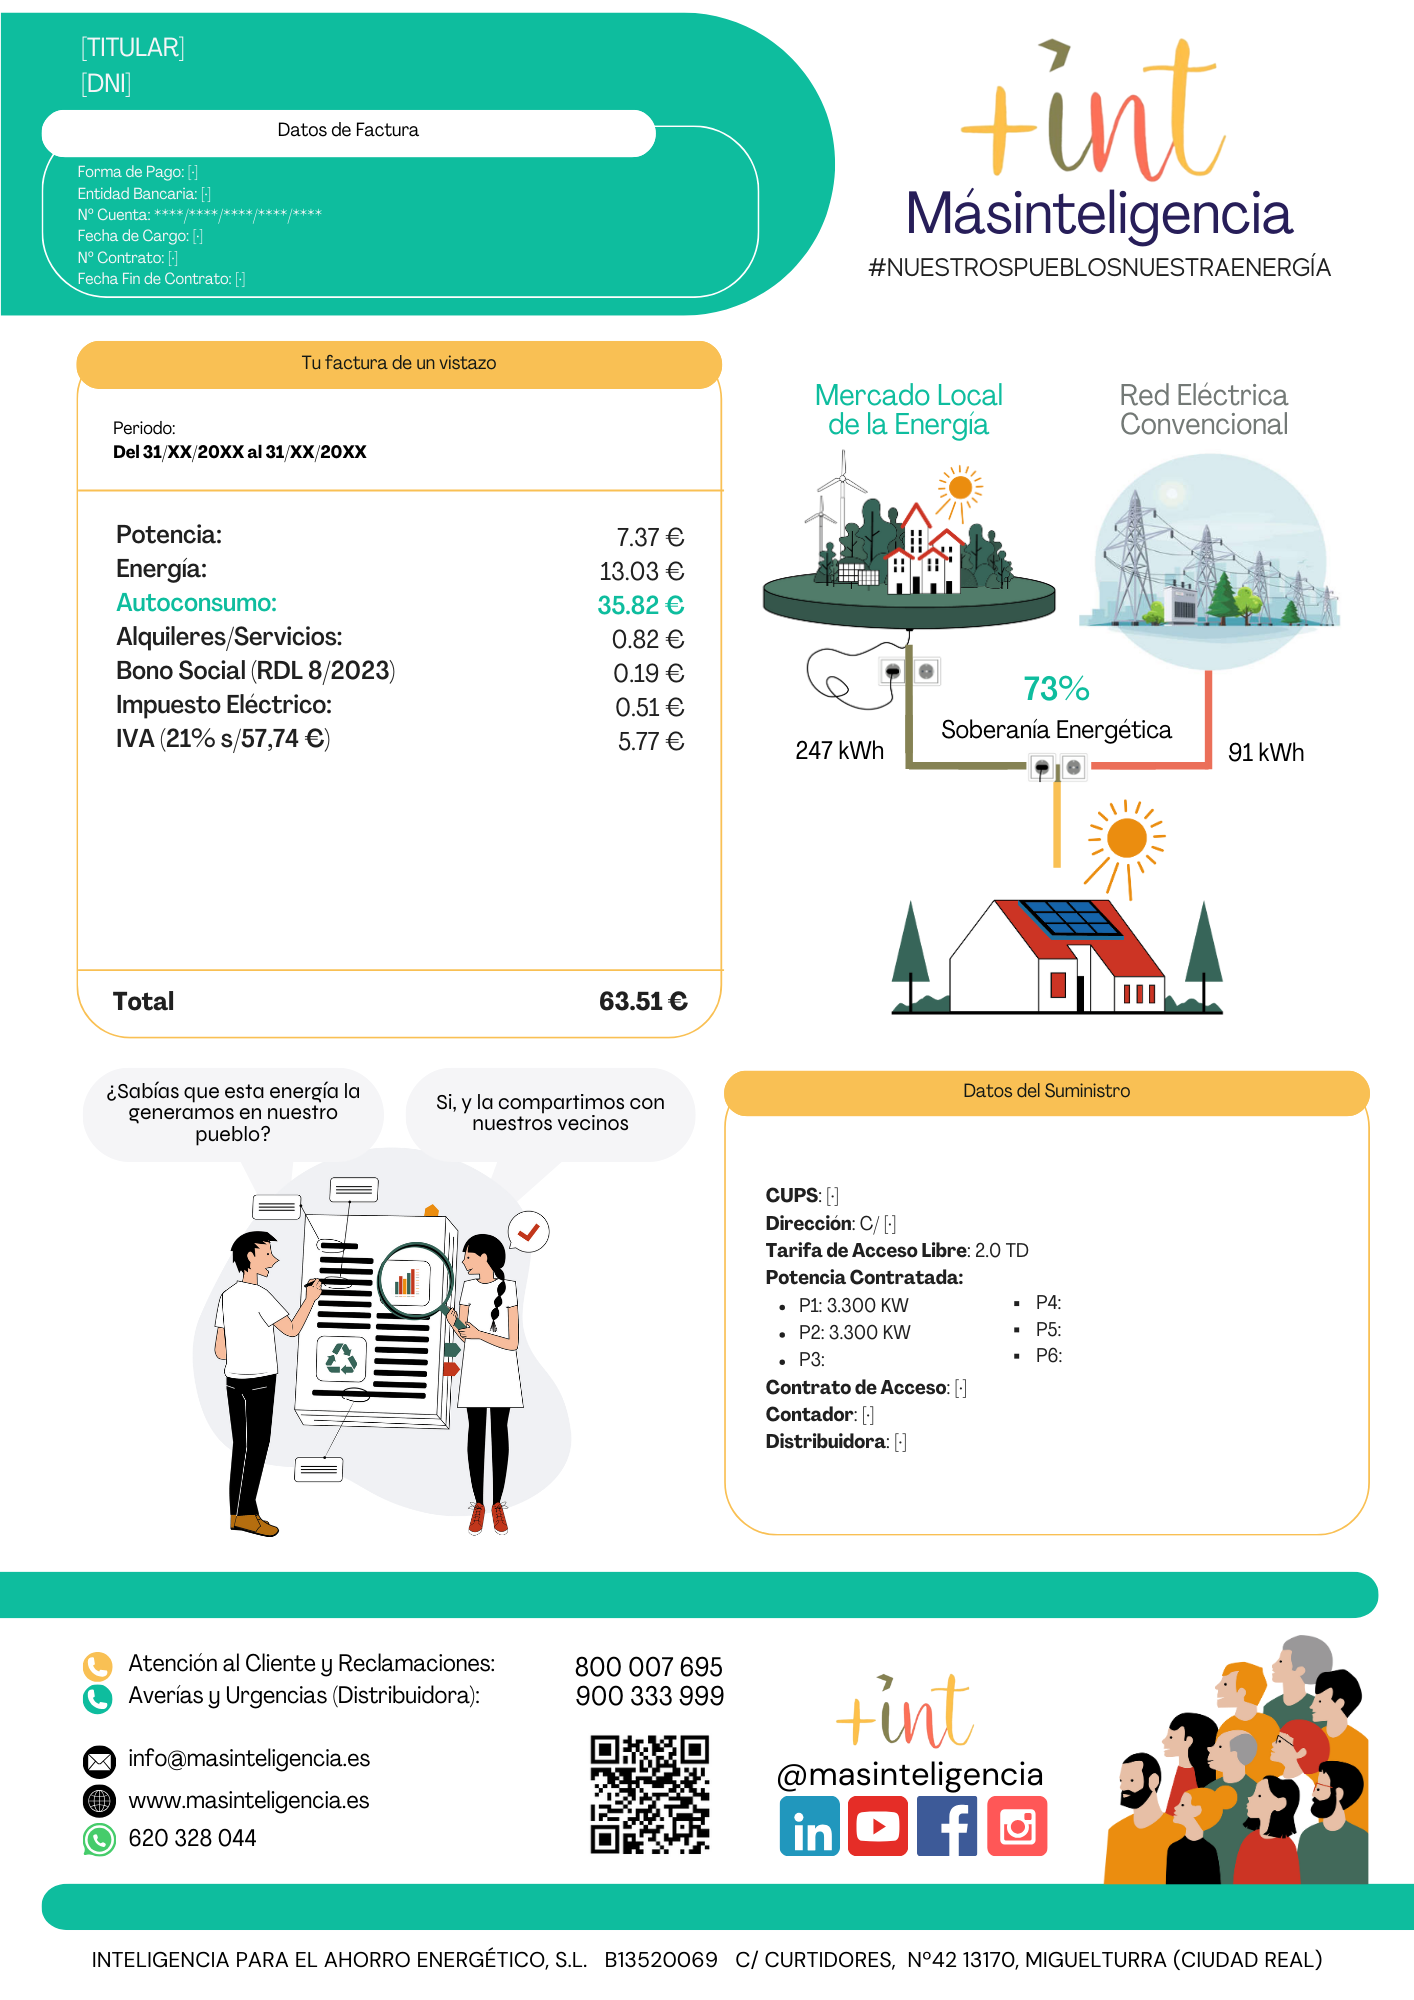 [TITULAR]
[DNI]
Datos de Factura
Forma de Pago: [·]
Entidad Bancaria: [·]
Nº Cuenta: ****/****/****/****/****
Fecha de Cargo: [·]
Nº Contrato: [·]
Fecha Fin de Contrato: [·]
+int
Másinteligencia
#NUESTROSPUEBLOSNUESTRAENERGÍA
Tu factura de un vistazo
Periodo:
Del 31/XX/20XX al 31/XX/20XX
Potencia: 7.37 €
Energía: 13.03 €
Autoconsumo: 35.82 €
Alquileres/Servicios: 0.82 €
Bono Social (RDL 8/2023) 0.19 €
Impuesto Eléctrico: 0.51 €
IVA (21% s/57,74 €) 5.77 €
Total 63.51 €
Mercado Local
de la Energía
Red Eléctrica
Convencional
73%
Soberanía Energética
247 kWh
91 kWh
¿Sabías que esta energía la
generamos en nuestro
pueblo?
Si, y la compartimos con
nuestros vecinos
Datos del Suministro
CUPS: [·]
Dirección: C/ [·]
Tarifa de Acceso Libre: 2.0 TD
Potencia Contratada:
• P1: 3.300 KW
• P2: 3.300 KW
• P3:
▪ P4:
▪ P5:
▪ P6:
Contrato de Acceso: [·]
Contador: [·]
Distribuidora: [·]
Atención al Cliente y Reclamaciones: 800 007 695
Averías y Urgencias (Distribuidora): 900 333 999
info@masinteligencia.es
www.masinteligencia.es
620 328 044
+int
@masinteligencia
in
INTELIGENCIA PARA EL AHORRO ENERGÉTICO, S.L. B13520069 C/ CURTIDORES, Nº42 13170, MIGUELTURRA (CIUDAD REAL)